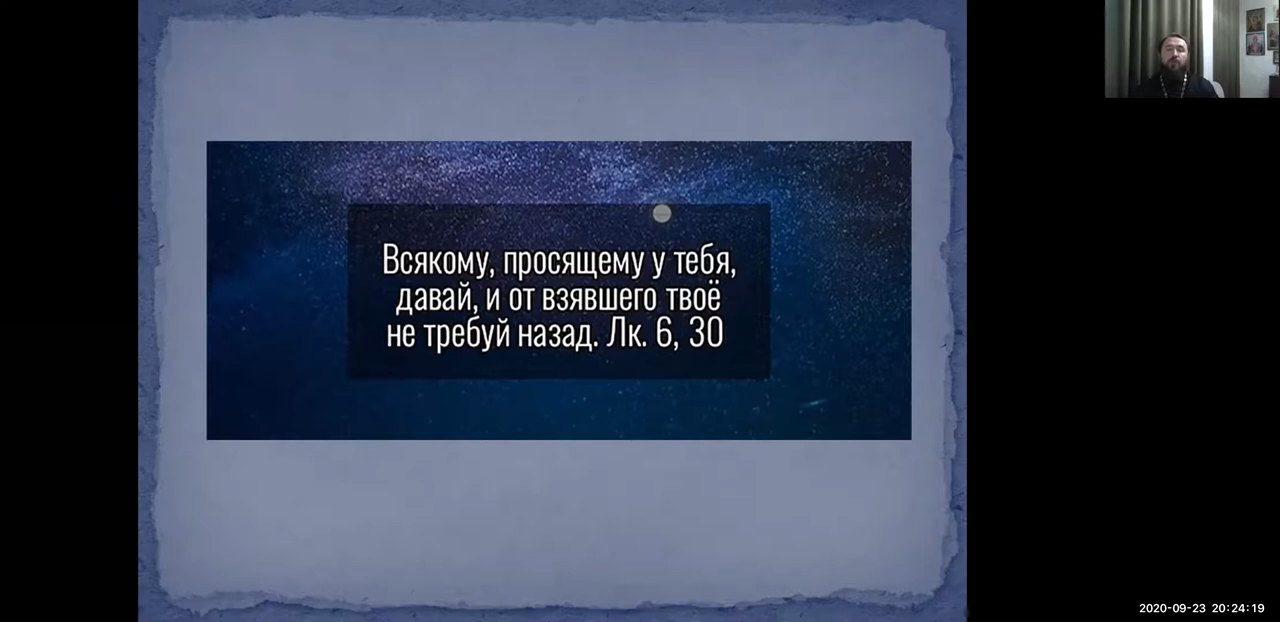 Всякому, просящему у тебя,
давай, и от взявшего твоё
не требуй назад. Лк. 6, 30
2020-09-23 20:24:19